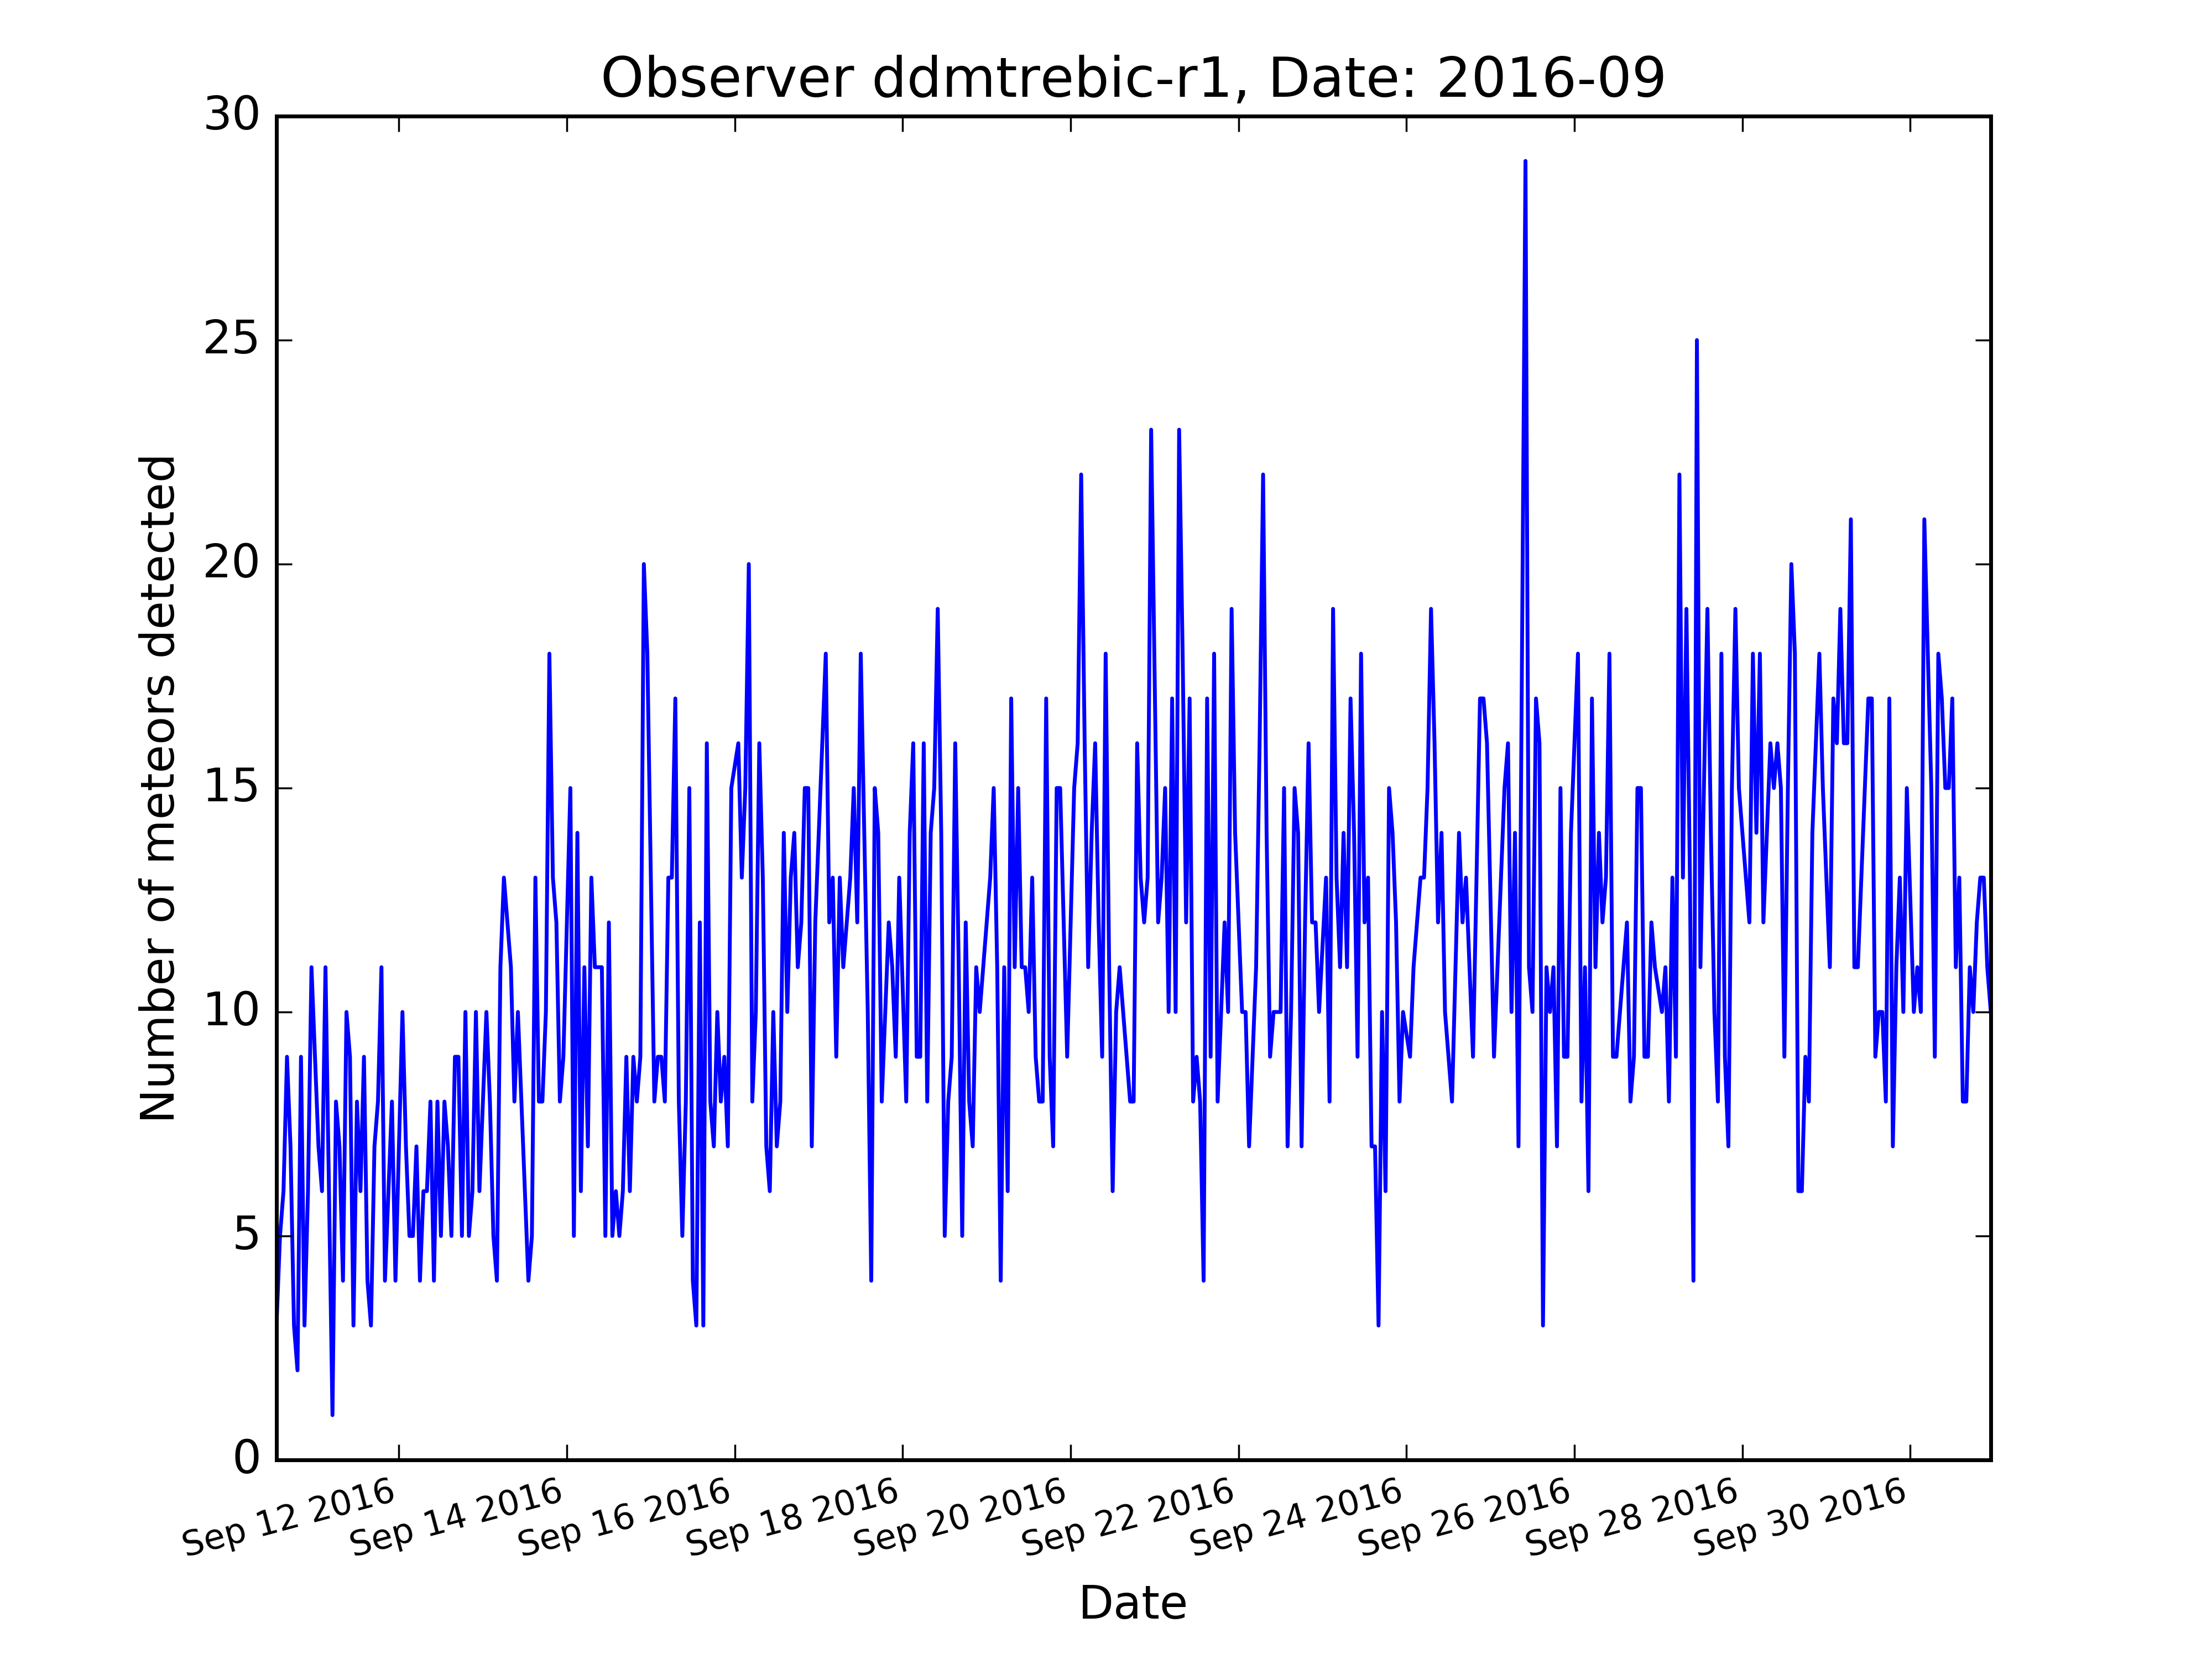 Observer ddmtrebic-r1, Date: 2016-09
30
25
20
15
10
5
0
Number of meteors detected
Sep 12 2016
Sep 14 2016
Sep 16 2016
Sep 18 2016
Sep 20 2016
Sep 22 2016
Sep 24 2016
Sep 26 2016
Sep 28 2016
Sep 30 2016
Date